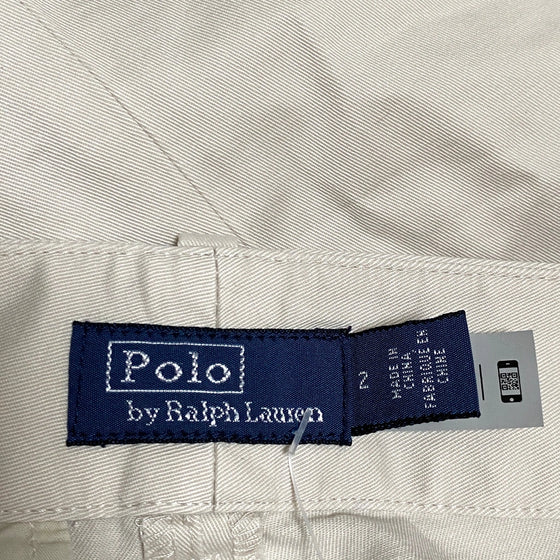 Polo
by Ralph Lauren
2
MADE IN
CHINA
FABRIQUE EN
CHINE